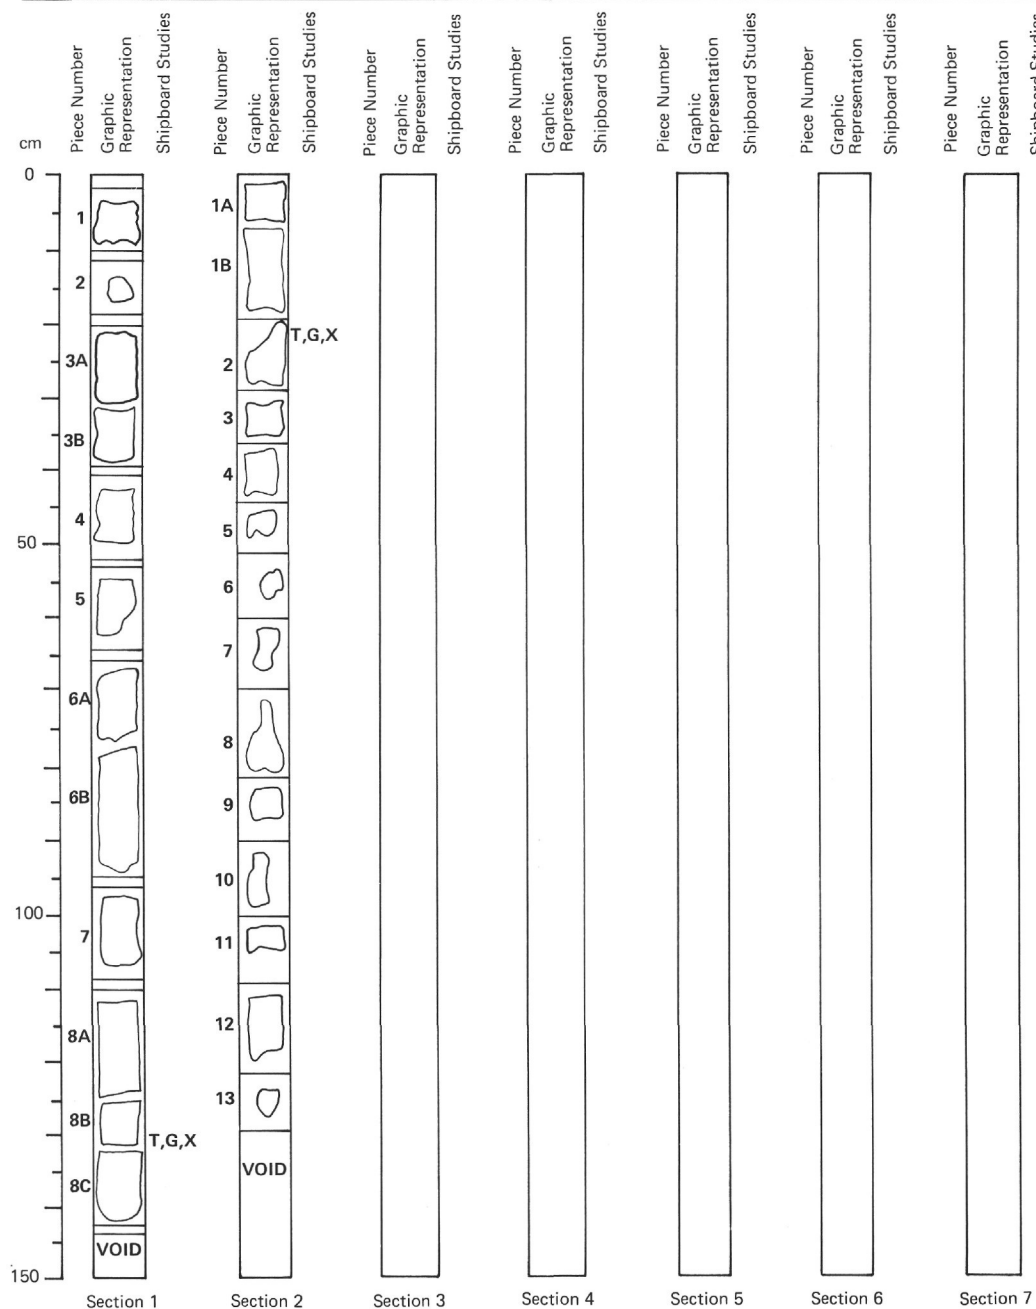 cm
Piece Number
Graphic
Representation
Shipboard Studies
Piece Number
Graphic
Representation
Shipboard Studies
Piece Number
Graphic
Representation
Shipboard Studies
Piece Number
Graphic
Representation
Shipboard Studies
Piece Number
Graphic
Representation
Shipboard Studies
Piece Number
Graphic
Representation
Shipboard Studies
Piece Number
Graphic
Representation
Shipboard Studies
0
50
100
150
1
2
3A
3B
4
5
6A
6B
7
8A
8B
T,G,X
8C
VOID
Section 1
1A
1B
T,G,X
2
3
4
5
6
7
8
9
10
11
12
13
VOID
Section 2
Section 3
Section 4
Section 5
Section 6
Section 7